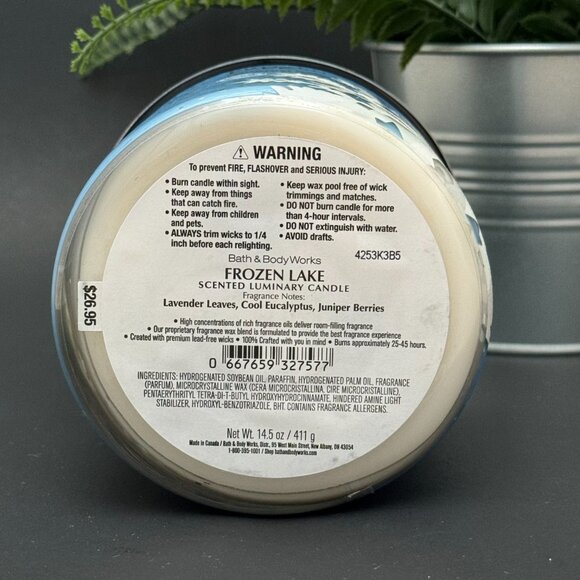 ⚠ WARNING
To prevent FIRE, FLASHOVER and SERIOUS INJURY:
• Burn candle within sight.
• Keep away from things
that can catch fire.
• Keep away from children
and pets.
• ALWAYS trim wicks to 1/4
inch before each relighting.
• Keep wax pool free of wick
trimmings and matches.
• DO NOT burn candle for more
than 4-hour intervals.
• DO NOT extinguish with water.
• AVOID drafts.
4253K3B5
Bath & Body Works
FROZEN LAKE
SCENTED LUMINARY CANDLE
Fragrance Notes:
Lavender Leaves, Cool Eucalyptus, Juniper Berries
• High concentrations of rich fragrance oils deliver room-filling fragrance
• Our proprietary fragrance wax blend is formulated to provide the best fragrance experience
• Created with premium lead-free wicks • 100% Crafted with you in mind • Burns approximately 25-45 hours.
0 667659 327577
INGREDIENTS: HYDROGENATED SOYBEAN OIL, PARAFFIN, HYDROGENATED PALM OIL, FRAGRANCE
(PARFUM), MICROCRYSTALLINE WAX (CERA MICROCRISTALLINA, CIRE MICROCRISTALLINE),
PENTAERYTHRITYL TETRA-DI-T-BUTYL HYDROXYHYDROCINNAMATE, HINDERED AMINE LIGHT
STABILIZER, HYDROXYL-BENZOTRIAZOLE, BHT. CONTAINS FRAGRANCE ALLERGENS.
Net Wt. 14.5 oz / 411 g
Made in Canada / Bath & Body Works, Distr., 95 West Main Street, New Albany, OH 43054
1-800-395-1001 / Shop bathandbodyworks.com
$26.95